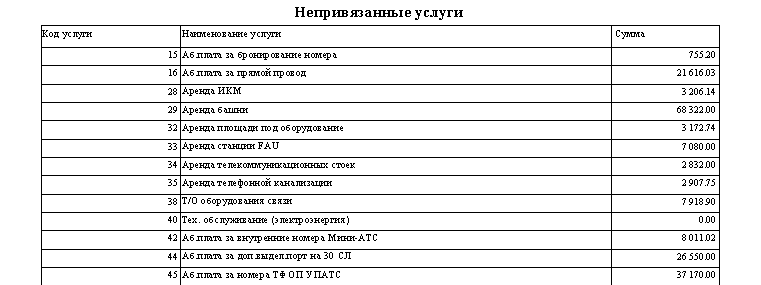 Непривязанные услуги
Код услуги Наименование услуги Сумма
15 Аб.плата за бронирование номера 755.20
16 Аб.плата за прямой провод 21 616.03
28 Аренда ИКМ 3 206.14
29 Аренда башни 68 322.00
32 Аренда площади под оборудование 3 172.74
33 Аренда станции FAU 7 080.00
34 Аренда телекоммуникационных стоек 2 832.00
35 Аренда телефонной канализации 2 907.75
38 Т/О оборудования связи 7 918.90
40 Тех. обслуживание (электроэнергия) 0.00
42 Аб.плата за внутренние номера Мини-АТС 8 011.02
44 Аб.плата за доп.выдел.порт на 30 СЛ 26 550.00
45 Аб.плата за номера ТФ ОП УПАТС 37 170.00